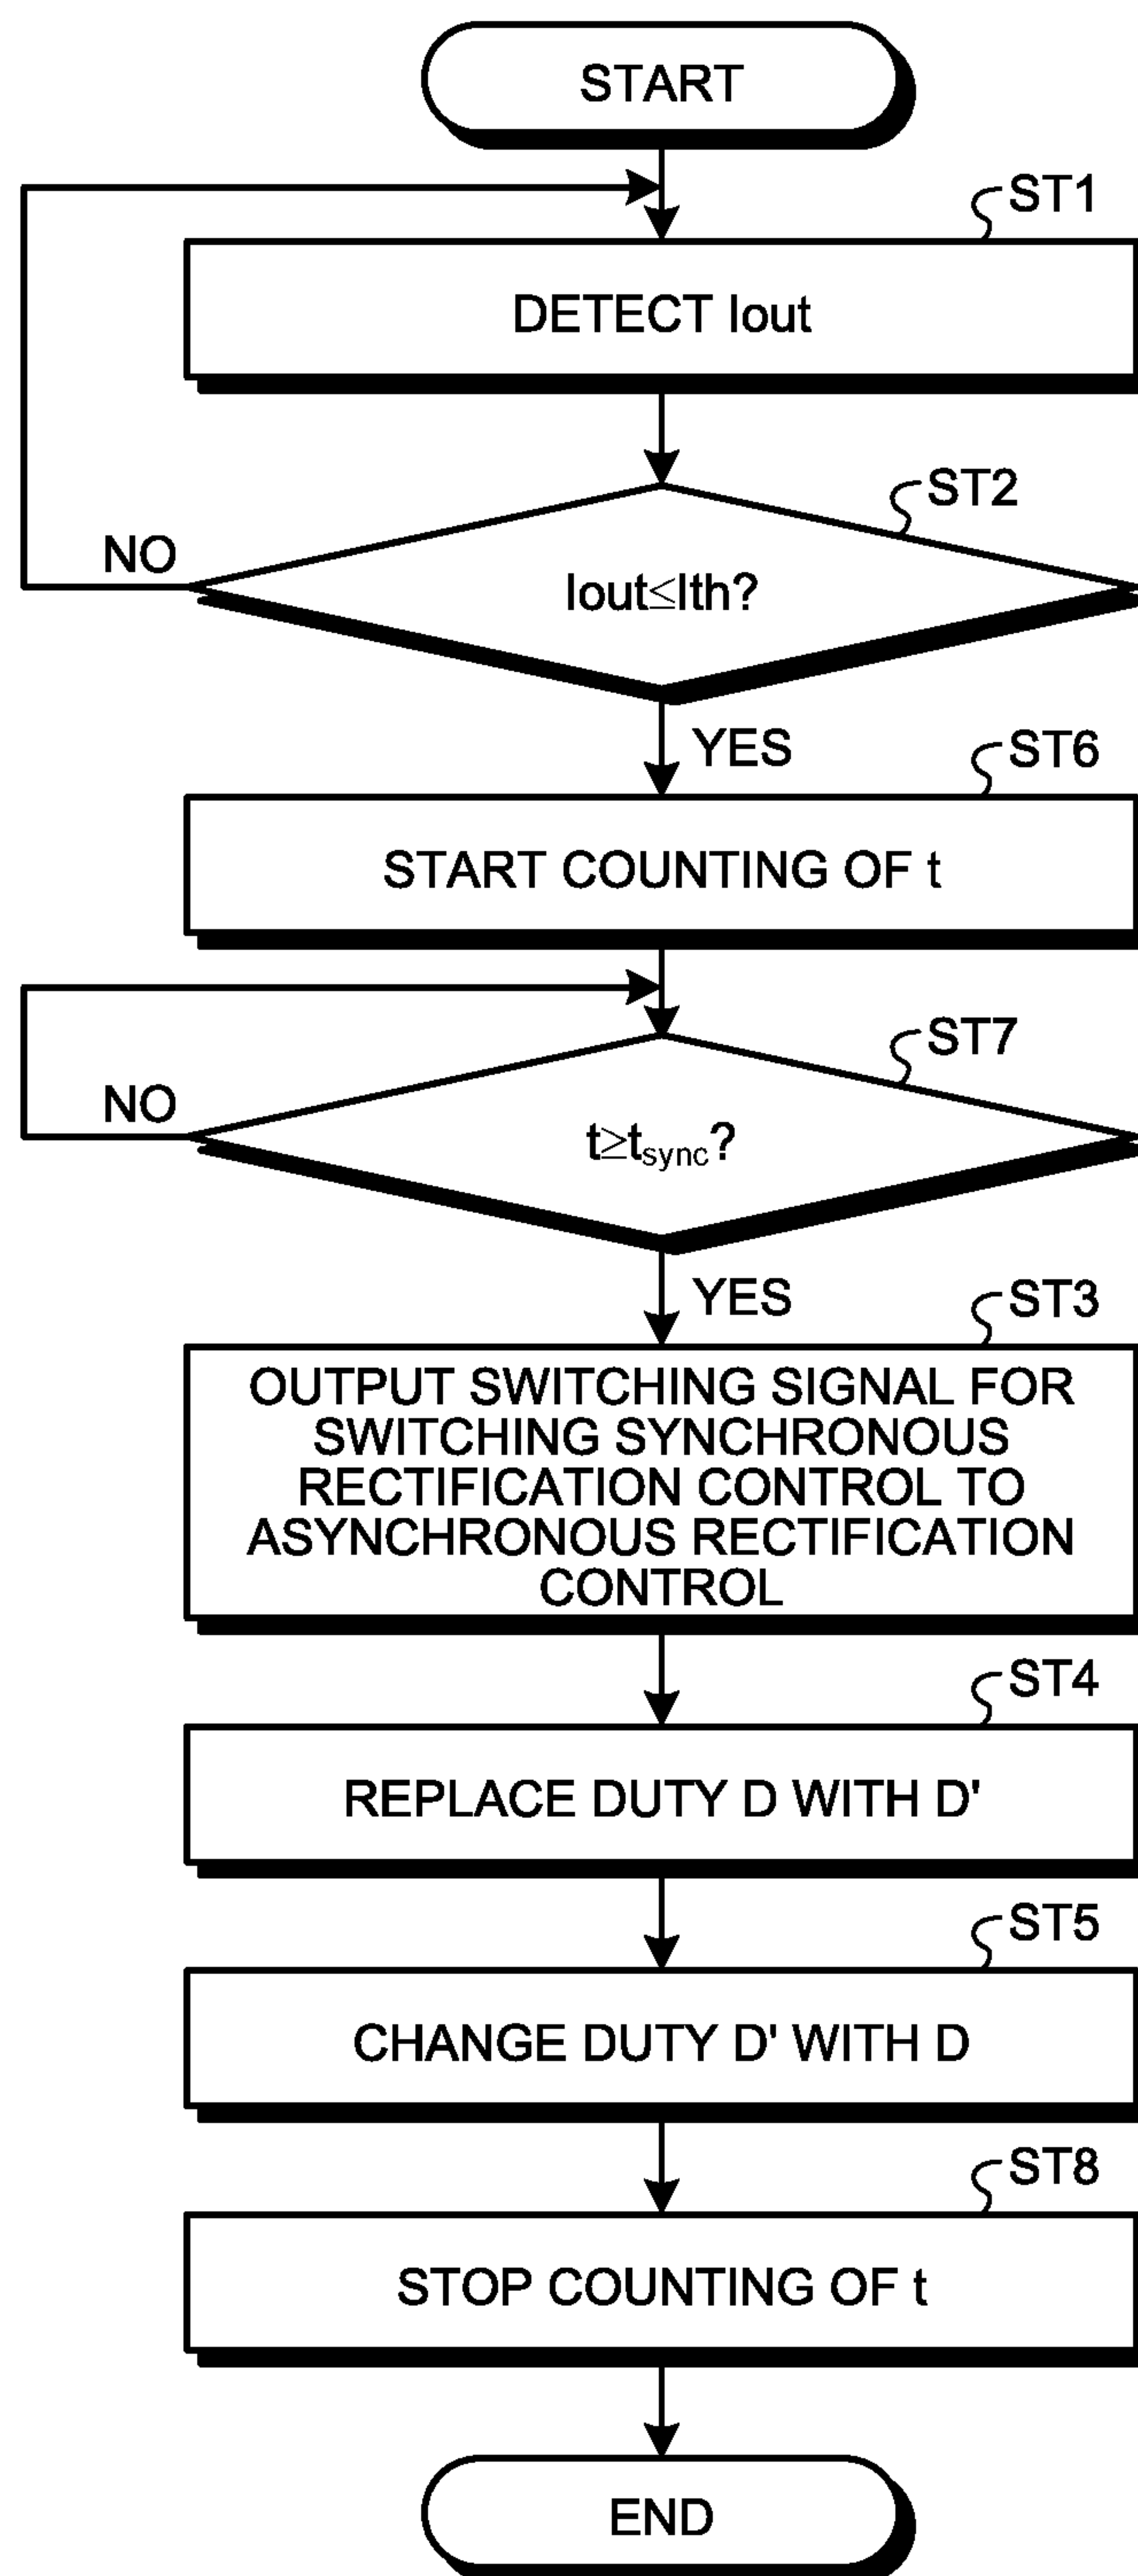 START
ST1
DETECT Iout
ST2
NO
Iout≤Ith?
YES
ST6
START COUNTING OF t
ST7
NO
t≥tsync?
YES
ST3
OUTPUT SWITCHING SIGNAL FOR
SWITCHING SYNCHRONOUS
RECTIFICATION CONTROL TO
ASYNCHRONOUS RECTIFICATION
CONTROL
ST4
REPLACE DUTY D WITH D'
ST5
CHANGE DUTY D' WITH D
ST8
STOP COUNTING OF t
END